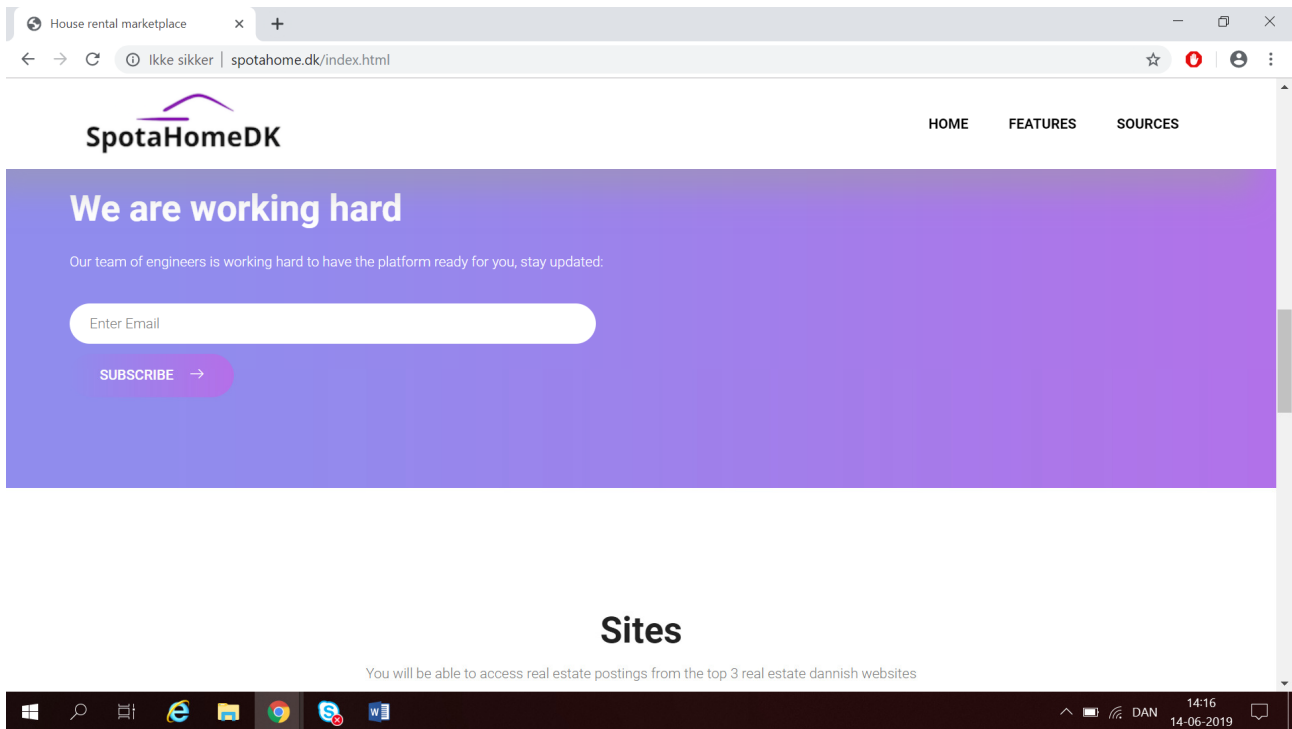 House rental marketplace
Ikke sikker | spotahome.dk/index.html
SpotaHomeDK
HOME FEATURES SOURCES
We are working hard
Our team of engineers is working hard to have the platform ready for you, stay updated:
Enter Email
SUBSCRIBE →
Sites
You will be able to access real estate postings from the top 3 real estate dannish websites
DAN
14:16
14-06-2019